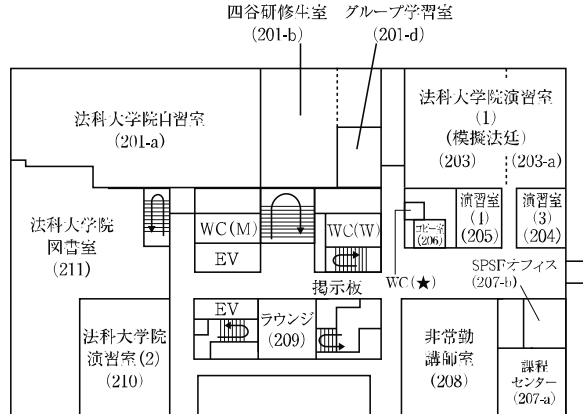 四谷研修生室
(201-b)
グループ学習室
(201-d)
法科大学院自習室
(201-a)
法科大学院演習室
(1)
(模擬法廷)
(203)
(203-a)
法科大学院
図書室
(211)
WC(M)
EV
WC(W)
コピー室
(206)
演習室
(4)
(205)
演習室
(3)
(204)
WC(★)
SPSFオフィス
(207-b)
掲示板
法科大学院
演習室(2)
(210)
EV
ラウンジ
(209)
非常勤
講師室
(208)
課程
センター
(207-a)